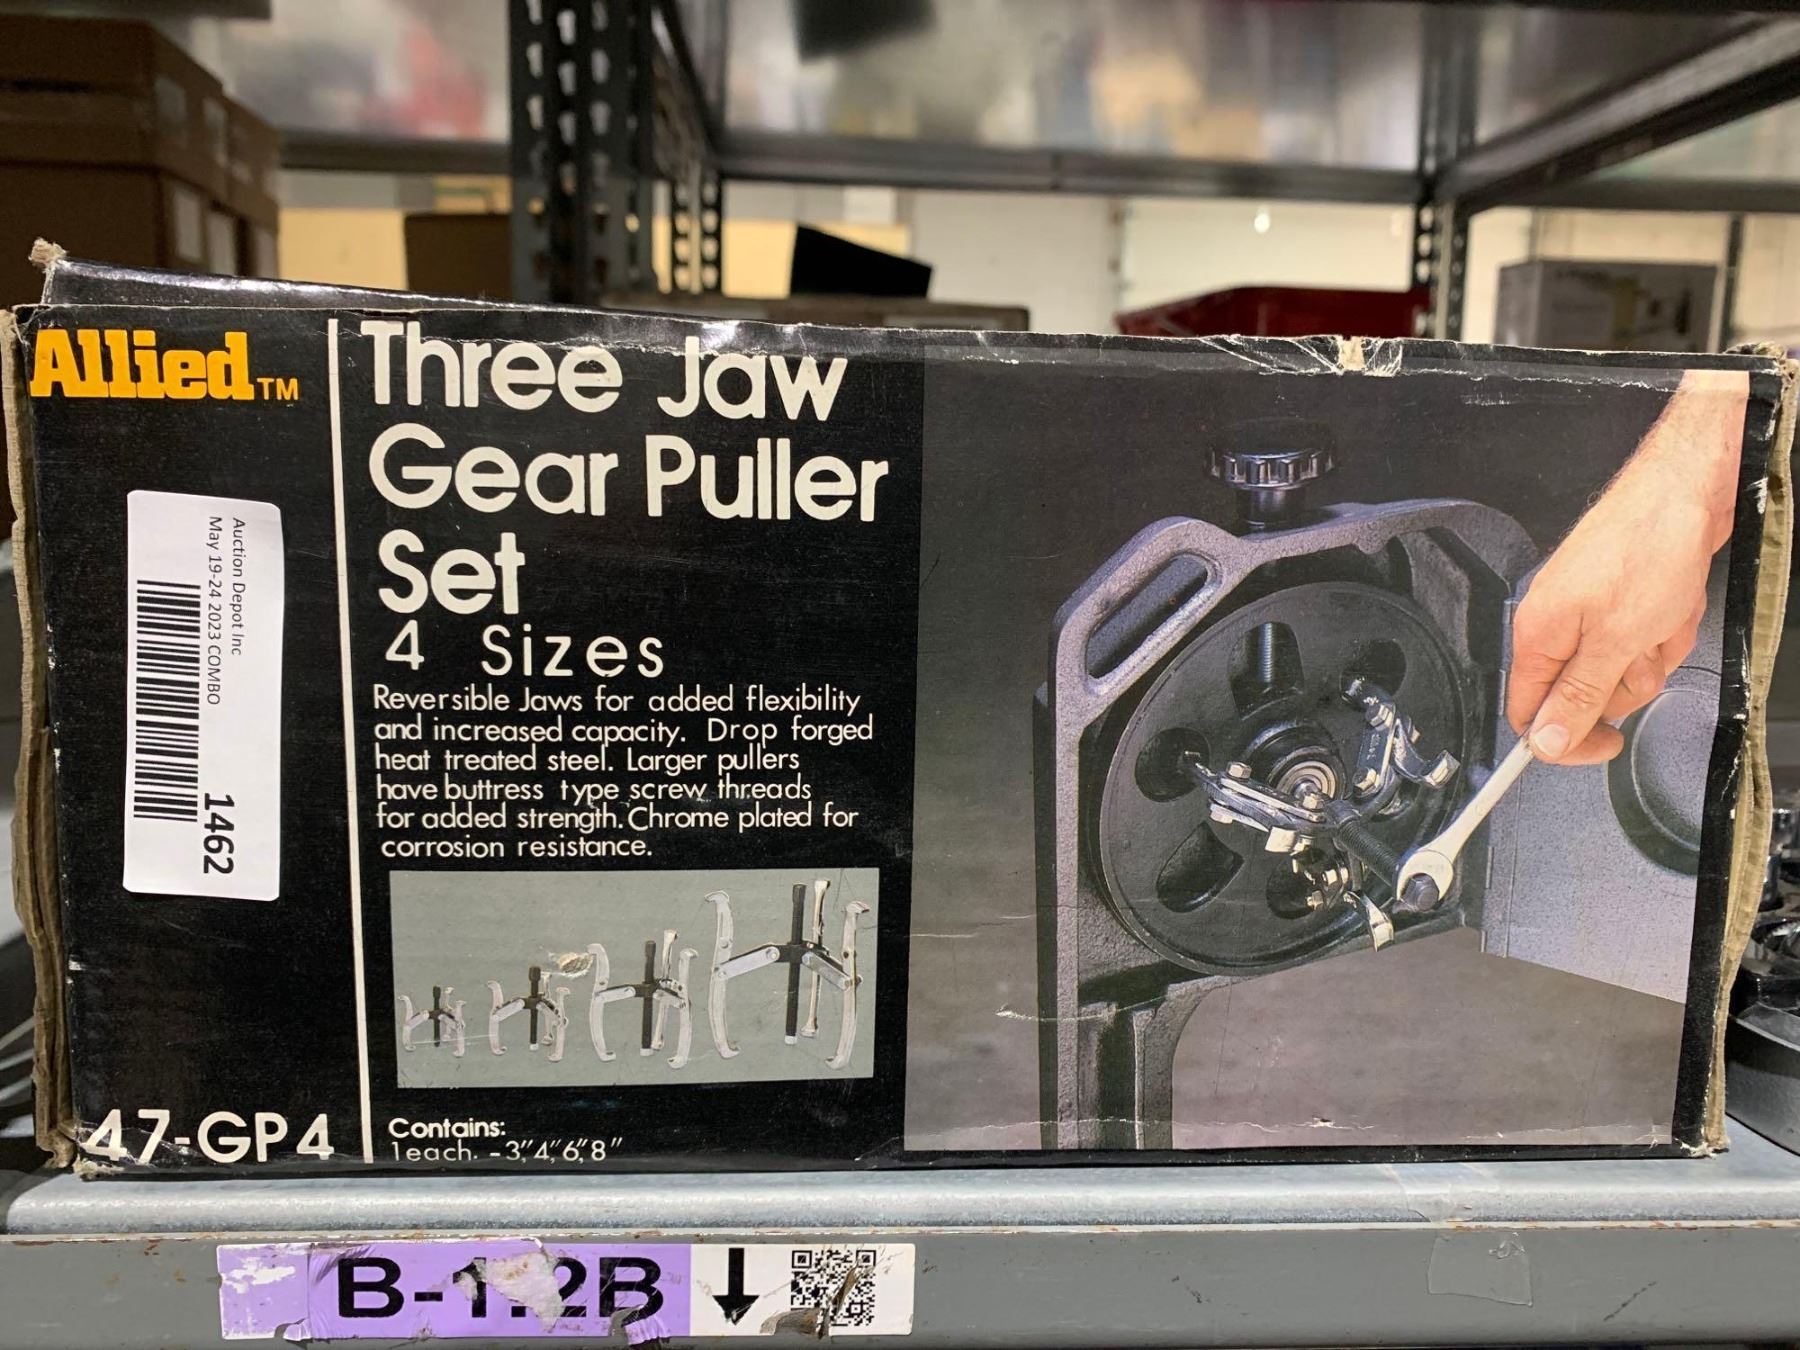 Allied™
Three Jaw
Gear Puller
Set
4 Sizes
Reversible Jaws for added flexibility
and increased capacity. Drop forged
heat treated steel. Larger pullers
have buttress type screw threads
for added strength. Chrome plated for
corrosion resistance.
Contains:
1 each. - 3", 4", 6", 8"
47-GP4
Auction Depot Inc
May 19-24 2023 COMBO
1462
B-1.2B